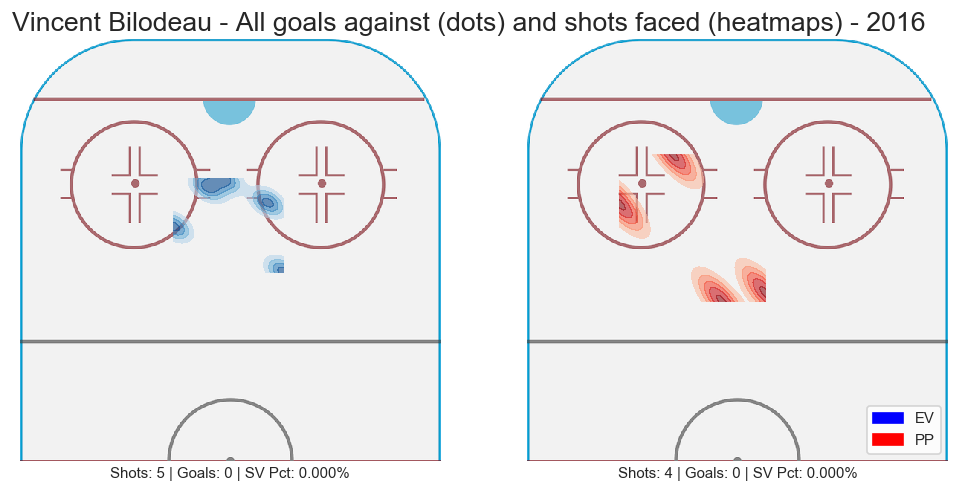 Vincent Bilodeau - All goals against (dots) and shots faced (heatmaps) - 2016
EV
PP
Shots: 5 | Goals: 0 | SV Pct: 0.000%
Shots: 4 | Goals: 0 | SV Pct: 0.000%